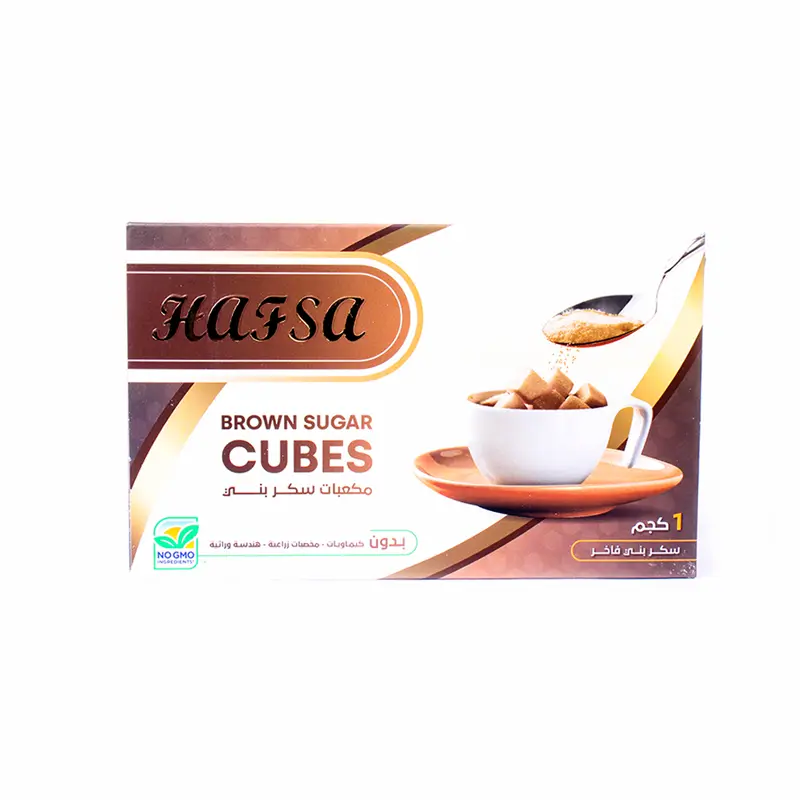 HAFSA
BROWN SUGAR
CUBES
مكعبات سكر بني
NO GMO
INGREDIENTS!
بدون كيماويات - مخصبات زراعية - هندسة وراثية
1 كجم
سكر بني فاخر